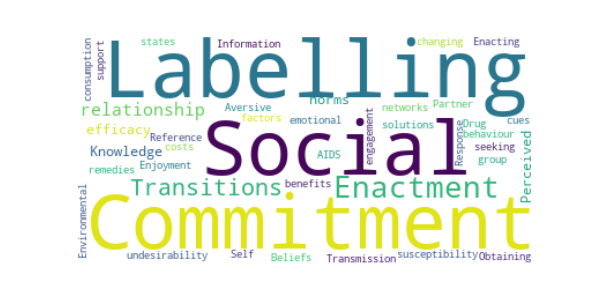 states
Information
changing
Enacting
consumption
support
Labelling
relationship
Aversive
norms
networks
Partner
factors
emotional
engagement
solutions
Drug
cues
efficacy
Reference
Social
Response
behaviour
Knowledge
costs
AIDS
seeking
remedies
Enjoyment
group
Perceived
Transitions
benefits
Enactment
Environmental
Commitment
undesirability
Self
Beliefs
Transmission
susceptibility
Obtaining